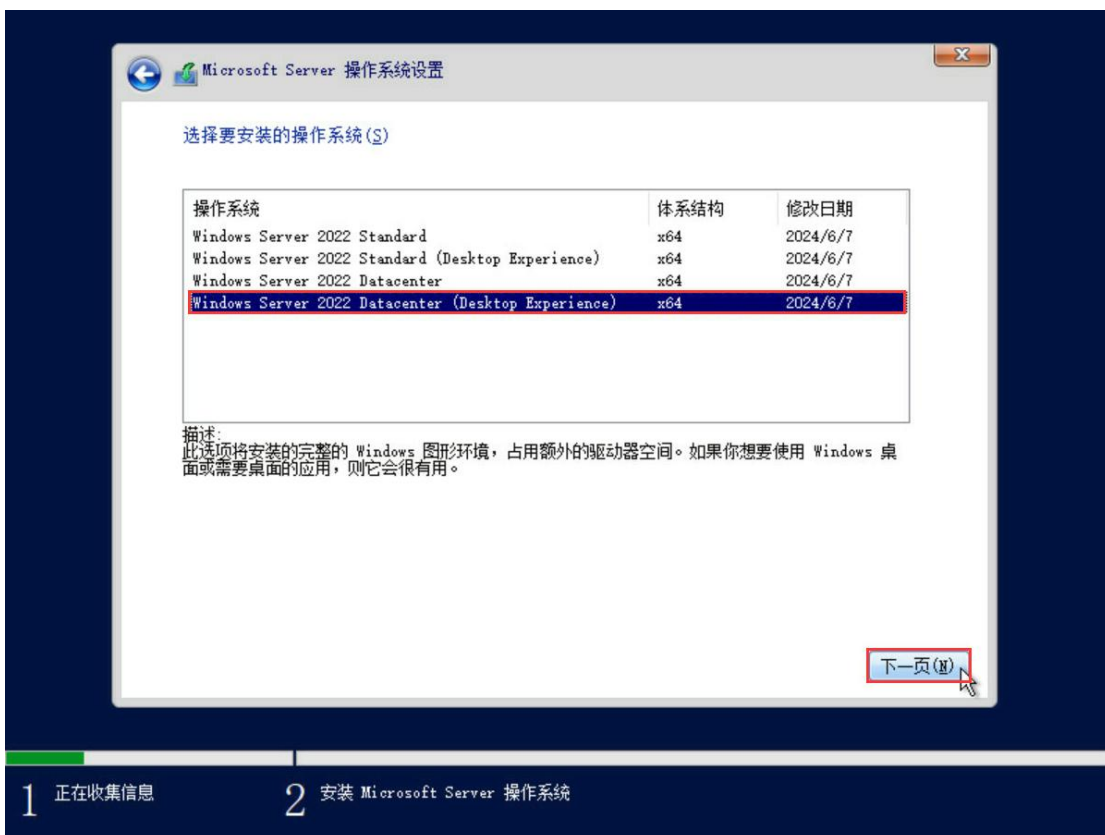 Microsoft Server 操作系统设置
选择要安装的操作系统(S)
操作系统 体系结构 修改日期
Windows Server 2022 Standard x64 2024/6/7
Windows Server 2022 Standard (Desktop Experience) x64 2024/6/7
Windows Server 2022 Datacenter x64 2024/6/7
Windows Server 2022 Datacenter (Desktop Experience) x64 2024/6/7
描述:
此选项将安装的完整的 Windows 图形环境，占用额外的驱动器空间。如果你想要使用 Windows 桌
面或需要桌面的应用，则它会很有用。
下一页(N)
1 正在收集信息 2 安装 Microsoft Server 操作系统